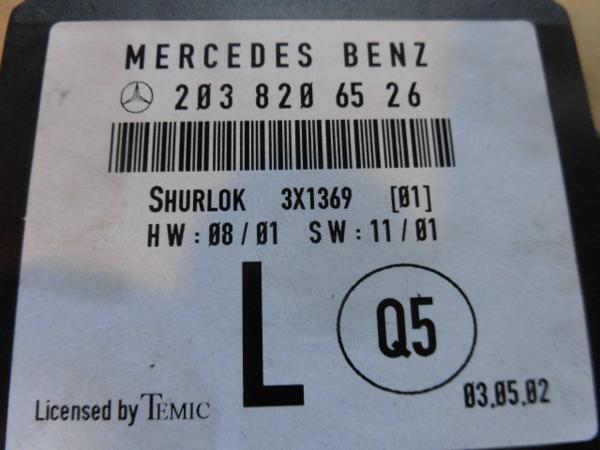 MERCEDES BENZ
203 820 65 26
SHURLOK 3X1369 [01]
HW: 08/01 SW: 11/01
L
Q5
Licensed by TEMIC
03.05.02